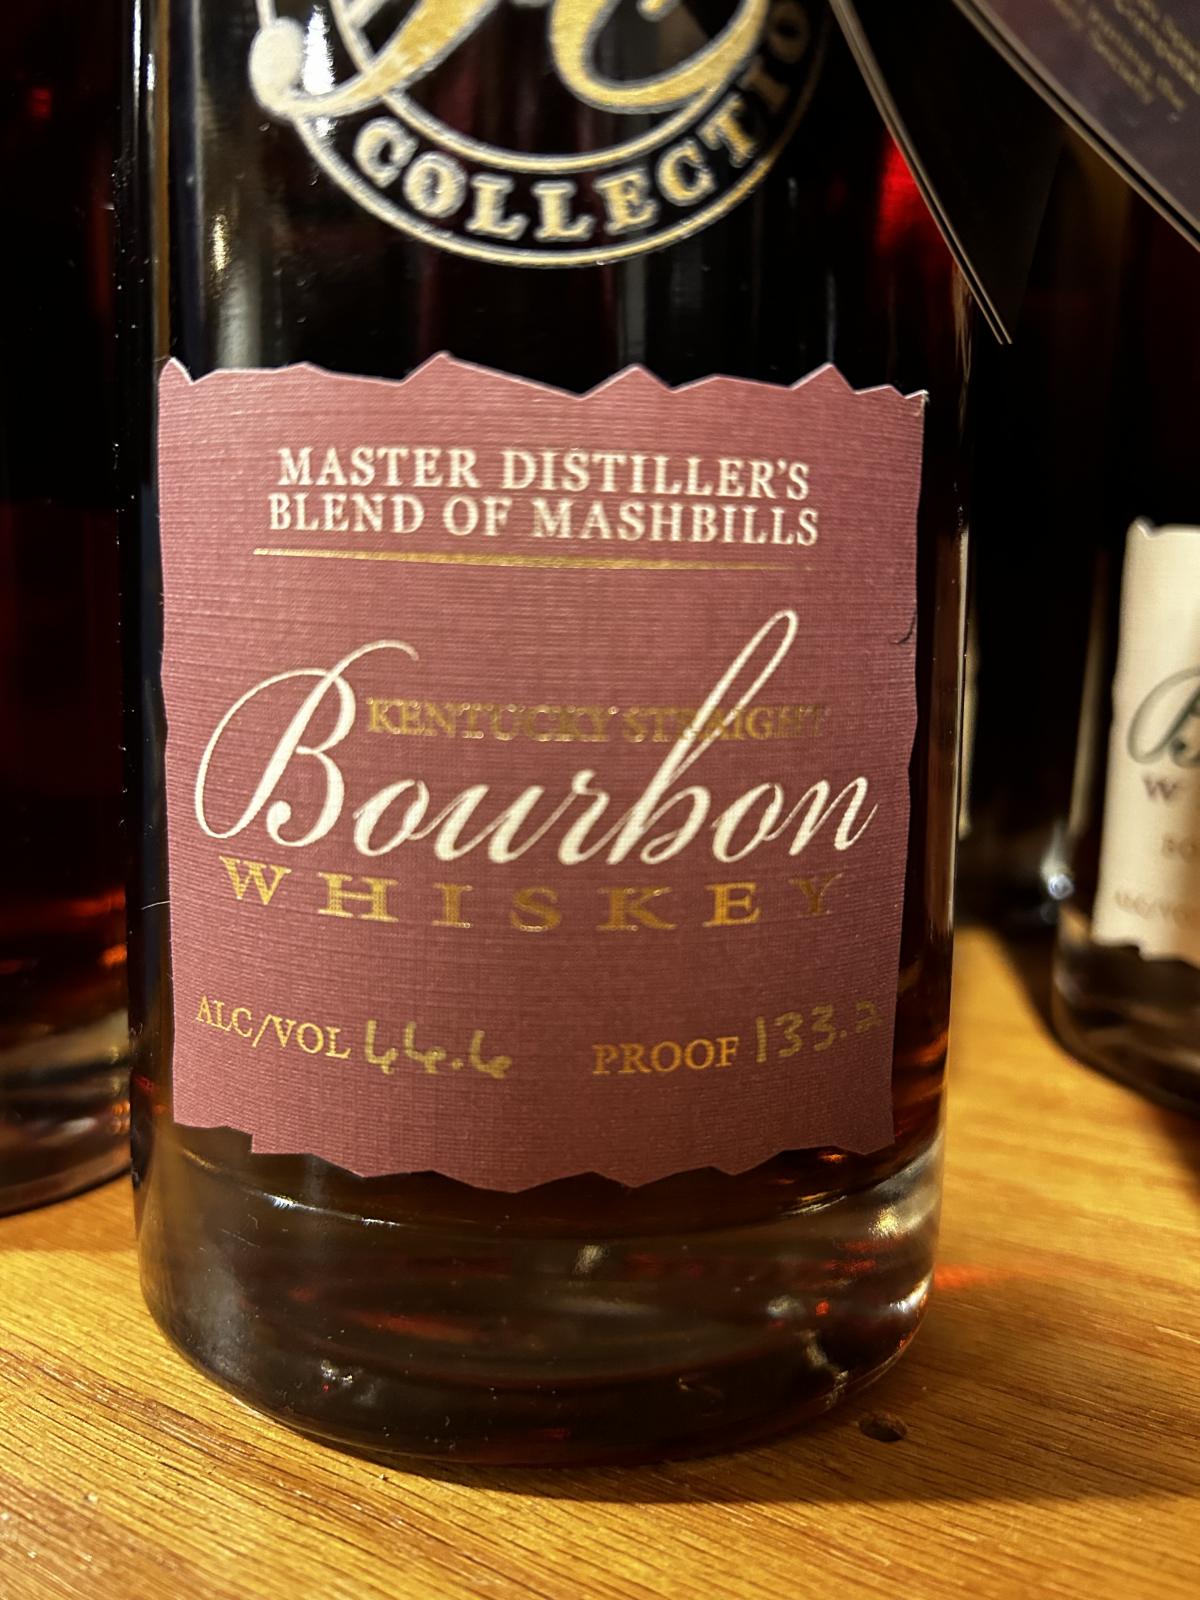 COLLECTIO
MASTER DISTILLER'S
BLEND OF MASHBILLS
KENTUCKY STRAIGHT
Bourbon
WHISKEY
ALC/VOL 66.6 PROOF 133.2